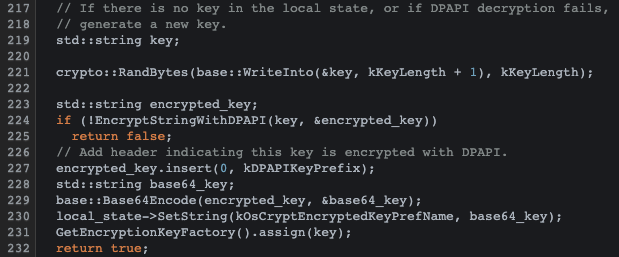 217 // If there is no key in the local state, or if DPAPI decryption fails,
218 // generate a new key.
219 std::string key;
220
221 crypto::RandBytes(base::WriteInto(&key, kKeyLength + 1), kKeyLength);
222
223 std::string encrypted_key;
224 if (!EncryptStringWithDPAPI(key, &encrypted_key))
225   return false;
226 // Add header indicating this key is encrypted with DPAPI.
227 encrypted_key.insert(0, kDPAPIKeyPrefix);
228 std::string base64_key;
229 base::Base64Encode(encrypted_key, &base64_key);
230 local_state->SetString(kOsCryptEncryptedKeyPrefName, base64_key);
231 GetEncryptionKeyFactory().assign(key);
232 return true;